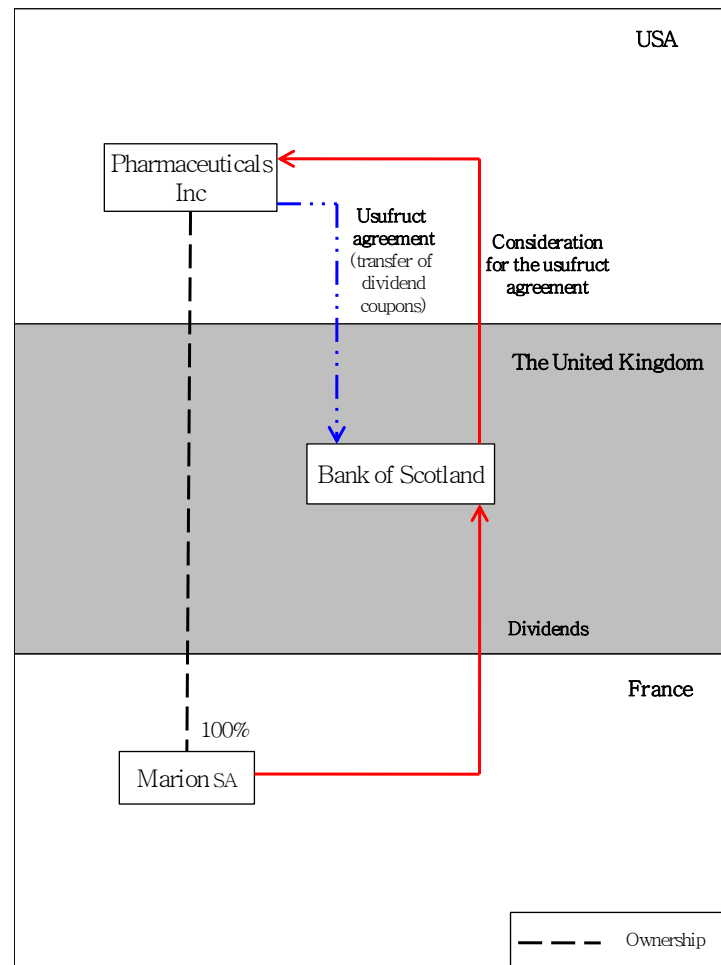 USA
Pharmaceuticals
Inc
Usufruct
agreement
(transfer of
dividend
coupons)
Consideration
for the usufruct
agreement
The United Kingdom
Bank of Scotland
Dividends
France
100%
Marion SA
Ownership